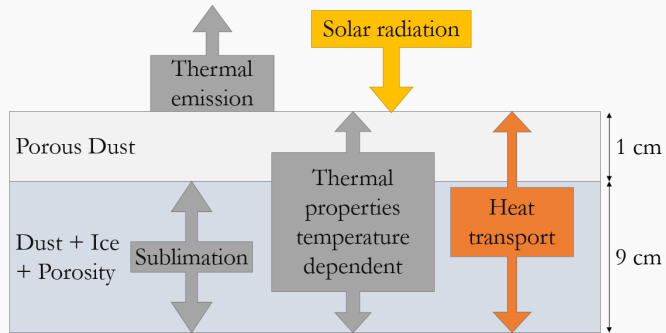 Solar radiation
Thermal
emission
Porous Dust
1 cm
Thermal
properties
temperature
dependent
Heat
transport
Dust + Ice
+ Porosity
Sublimation
9 cm